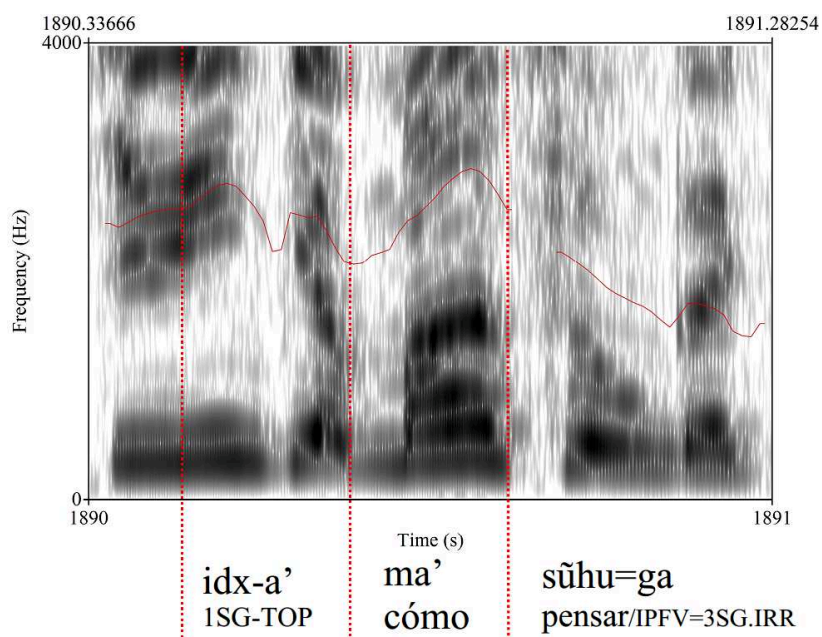 1890.33666 1891.28254
4000
Frequency (Hz)
0
1890 1891
Time (s)
idx-a’ ma’ sũhu=ga
1SG-TOP cómo pensar/IPFV=3SG.IRR